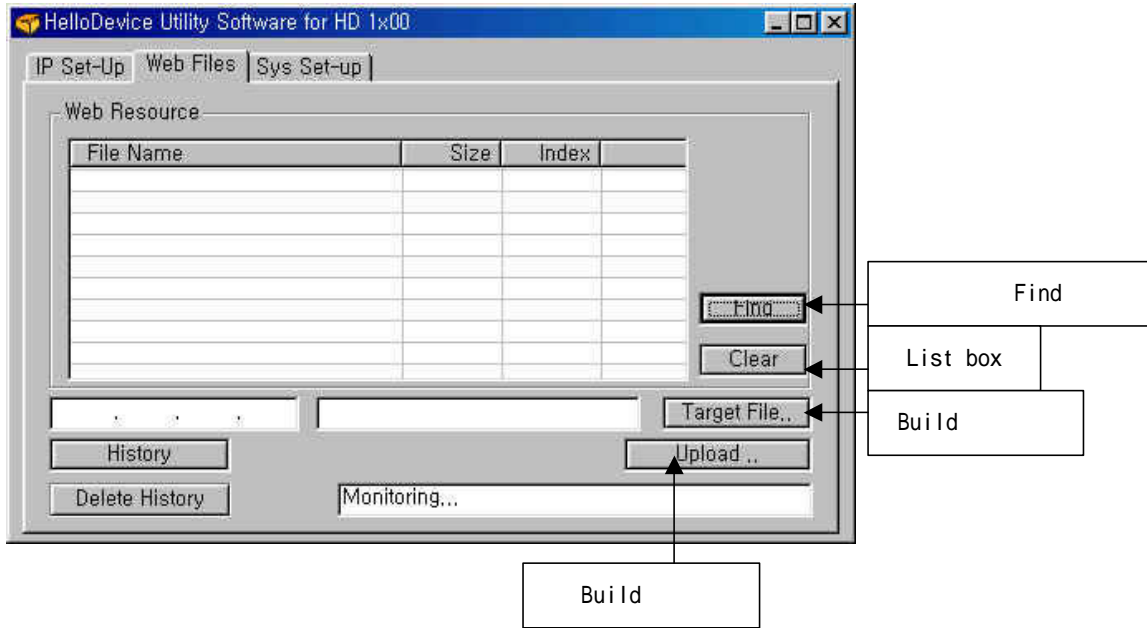 HelloDevice Utility Software for HD 1x00
IP Set-Up Web Files Sys Set-up
Web Resource
File Name Size Index
Find
Find
Clear
List box
Target File..
Build
History
Upload ..
Delete History
Monitoring...
Build